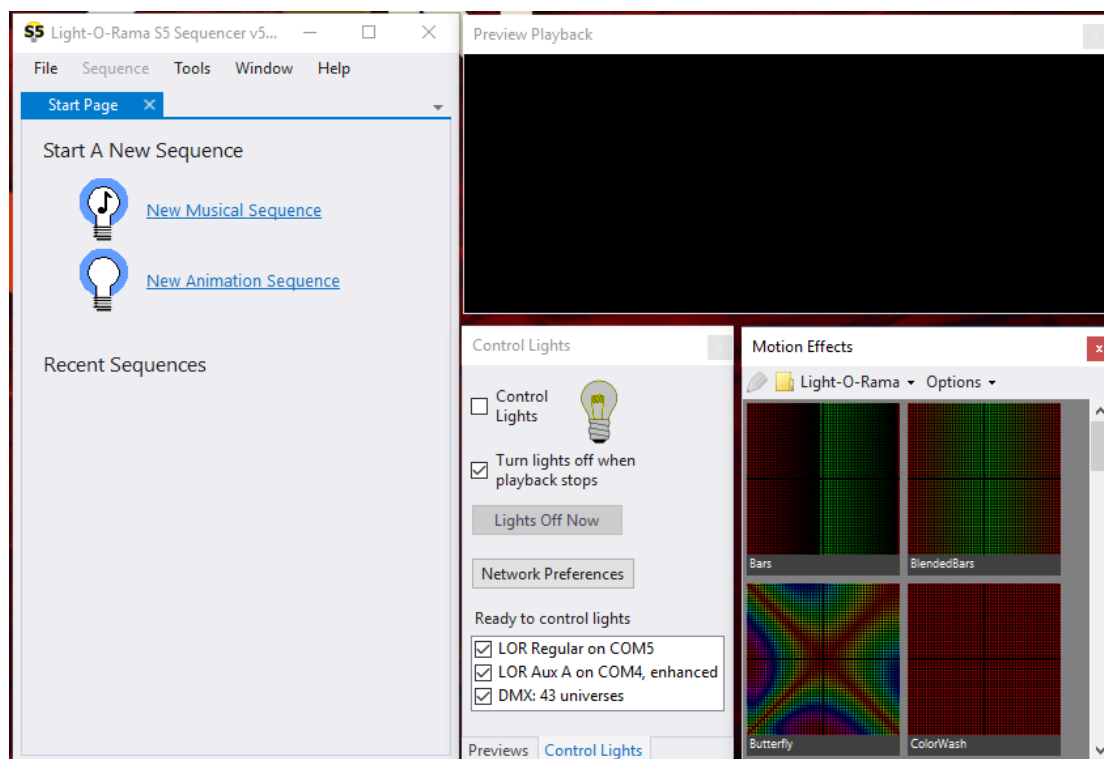 S5 Light-O-Rama S5 Sequencer v5...
File Sequence Tools Window Help
Start Page
Start A New Sequence
New Musical Sequence
New Animation Sequence
Recent Sequences
Preview Playback
Control Lights
Control
Lights
Turn lights off when
playback stops
Lights Off Now
Network Preferences
Ready to control lights
LOR Regular on COM5
LOR Aux A on COM4, enhanced
DMX: 43 universes
Previews Control Lights
Motion Effects
Light-O-Rama Options
Bars BlendedBars
Butterfly ColorWash